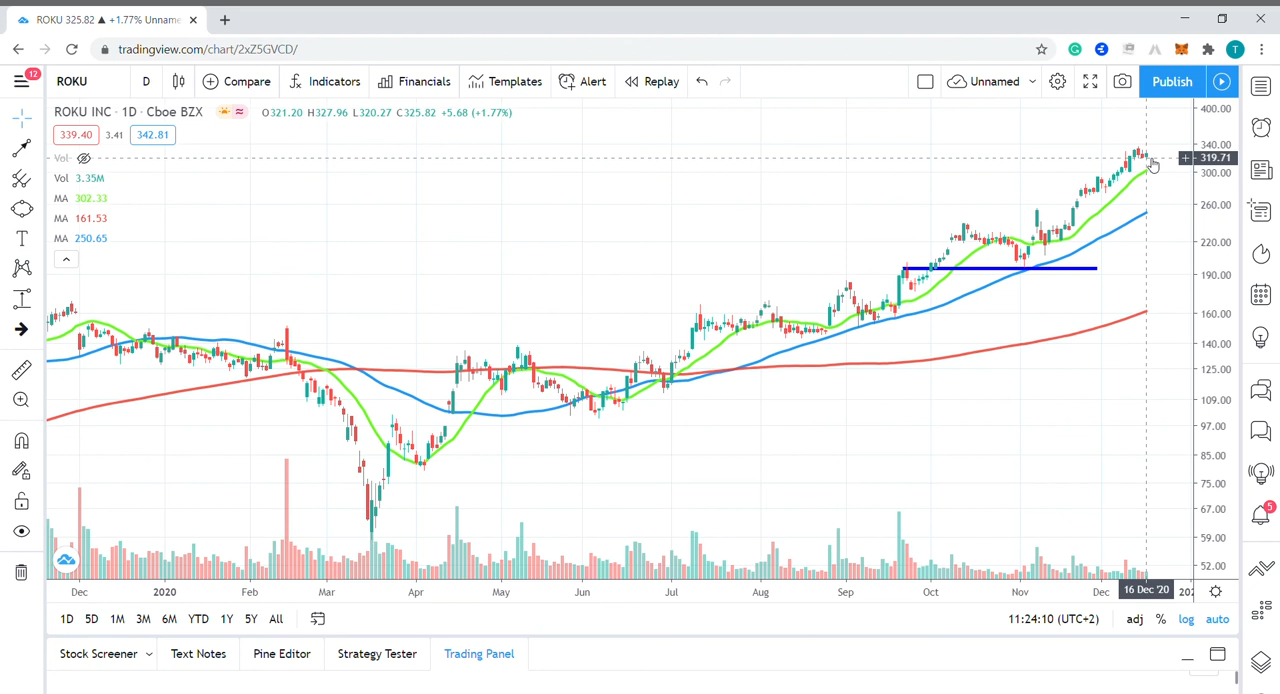 ROKU 325.82 ▲ +1.77% Unname
tradingview.com/chart/2xZ5GVCD/
T
12
ROKU D Compare Indicators Financials Templates Alert Replay Unnamed Publish
ROKU INC · 1D · Cboe BZX O321.20 H327.96 L320.27 C325.82 +5.68 (+1.77%)
339.40 3.41 342.81
Vol
Vol 3.35M
MA 302.33
MA 161.53
MA 250.65
400.00
340.00
319.71
300.00
260.00
220.00
190.00
160.00
140.00
125.00
109.00
97.00
85.00
75.00
67.00
59.00
52.00
5
Dec 2020 Feb Mar Apr May Jun Jul Aug Sep Oct Nov Dec 16 Dec '20 202
1D 5D 1M 3M 6M YTD 1Y 5Y All 11:24:10 (UTC+2) adj % log auto
Stock Screener Text Notes Pine Editor Strategy Tester Trading Panel